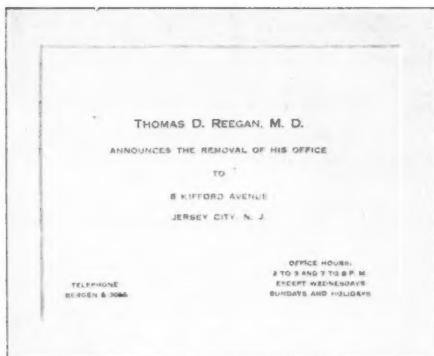 THOMAS D. REEGAN, M. D.
ANNOUNCES THE REMOVAL OF HIS OFFICE
TO
8 KIFFORD AVENUE
JERSEY CITY, N. J.
TELEPHONE
BERGEN
OFFICE HOURS:
2 TO 3 AND 7 TO 8 P. M.
EXCEPT WEDNESDAYS
SUNDAYS AND HOLIDAYS